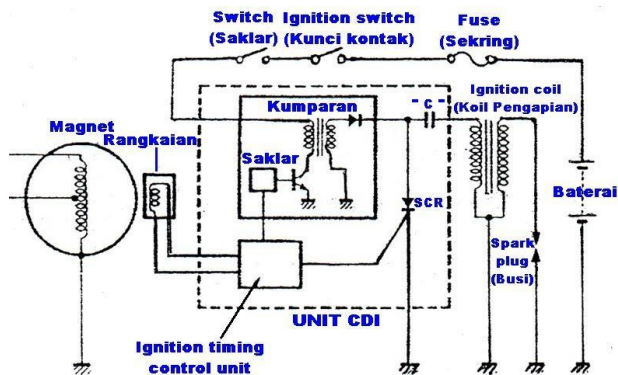 Switch
(Saklar)
Ignition switch
(Kunci kontak)
Fuse
(Sekring)
Ignition coil
(Koil Pengapian)
Kumparan
" C "
Magnet
Rangkaian
Saklar
Baterai
SCR
Spark
plug
(Busi)
UNIT CDI
Ignition timing
control unit